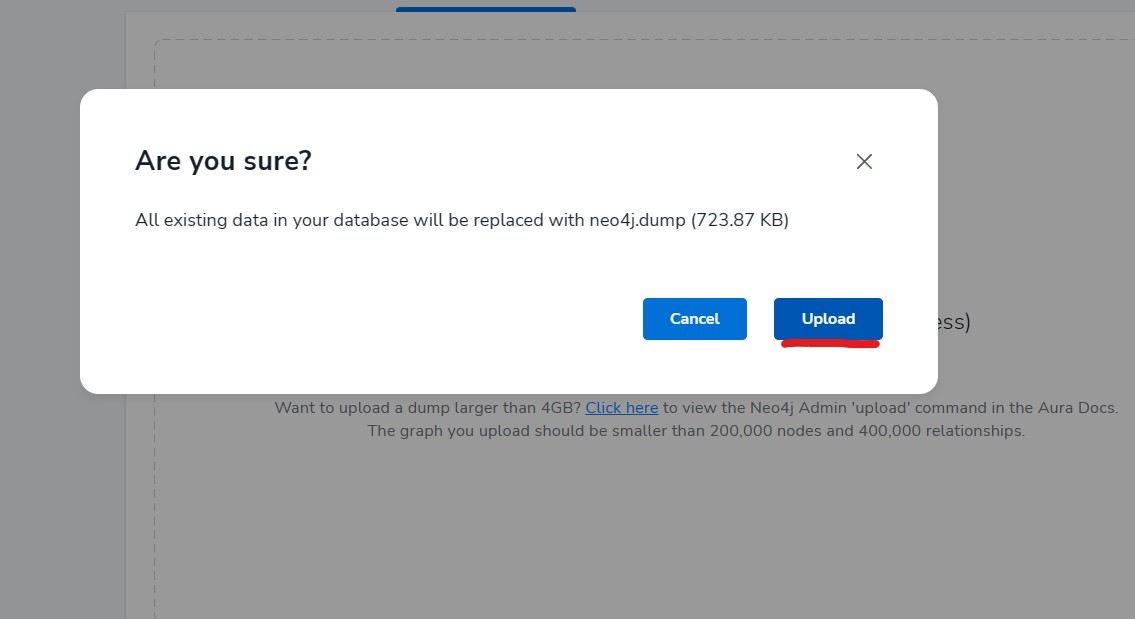 Are you sure?
All existing data in your database will be replaced with neo4j.dump (723.87 KB)
Cancel
Upload
Want to upload a dump larger than 4GB? Click here to view the Neo4j Admin 'upload' command in the Aura Docs.
The graph you upload should be smaller than 200,000 nodes and 400,000 relationships.